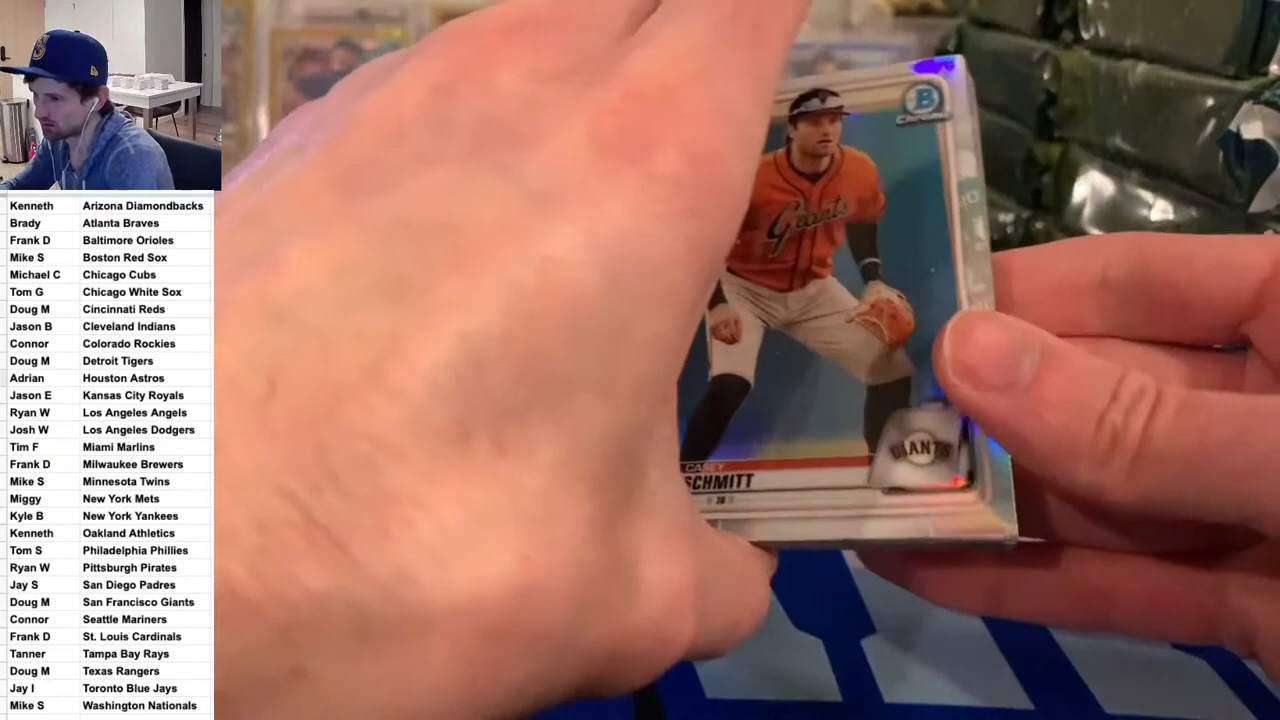 Kenneth Arizona Diamondbacks
Brady Atlanta Braves
Frank D Baltimore Orioles
Mike S Boston Red Sox
Michael C Chicago Cubs
Tom G Chicago White Sox
Doug M Cincinnati Reds
Jason B Cleveland Indians
Connor Colorado Rockies
Doug M Detroit Tigers
Adrian Houston Astros
Jason E Kansas City Royals
Ryan W Los Angeles Angels
Josh W Los Angeles Dodgers
Tim F Miami Marlins
Frank D Milwaukee Brewers
Mike S Minnesota Twins
Miggy New York Mets
Kyle B New York Yankees
Kenneth Oakland Athletics
Tom S Philadelphia Phillies
Ryan W Pittsburgh Pirates
Jay S San Diego Padres
Doug M San Francisco Giants
Connor Seattle Mariners
Frank D St. Louis Cardinals
Tanner Tampa Bay Rays
Doug M Texas Rangers
Jay I Toronto Blue Jays
Mike S Washington Nationals
B
CHROME
Giants
GIANTS
CASEY
SCHMITT
3B